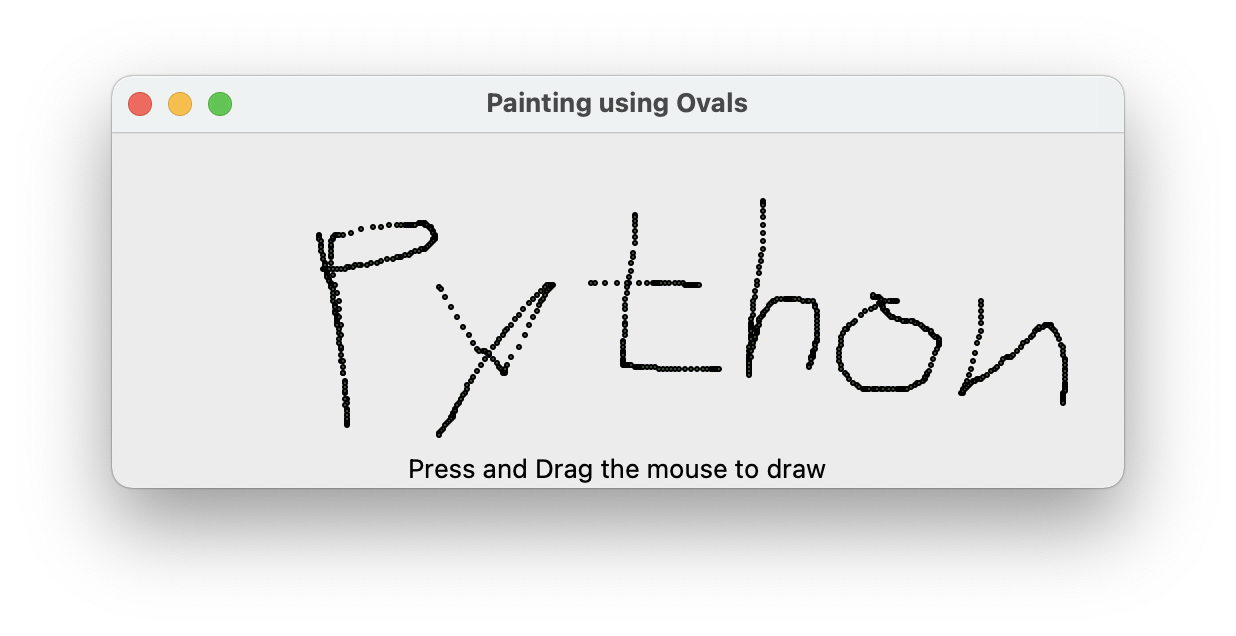 Painting using Ovals
Python
Press and Drag the mouse to draw